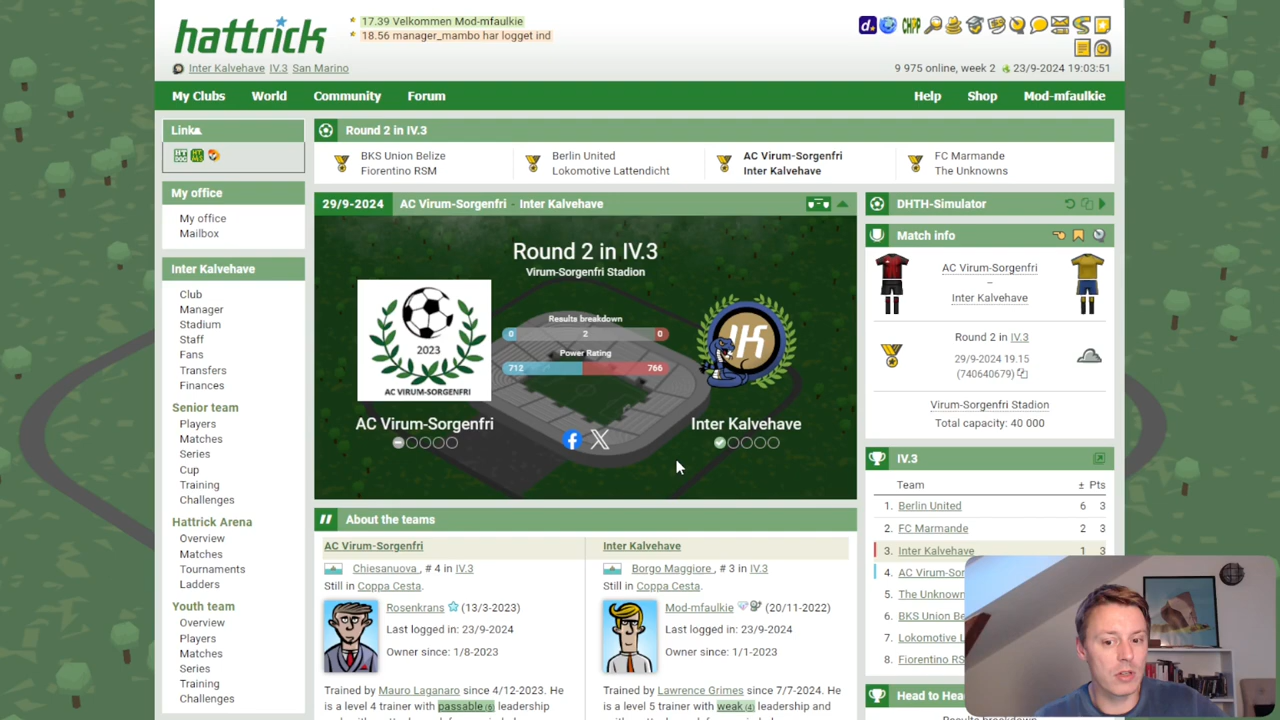 hattrick
17.39 Velkommen Mod-mfaulkie
18.56 manager_mambo har logget ind
d.
CHPP
Inter Kalvehave IV.3 San Marino
9 975 online, week 2 23/9-2024 19:03:51
My Clubs World Community Forum Help Shop Mod-mfaulkie
Links
My office
My office
Mailbox
Inter Kalvehave
Club
Manager
Stadium
Staff
Fans
Transfers
Finances
Senior team
Players
Matches
Series
Cup
Training
Challenges
Hattrick Arena
Overview
Matches
Tournaments
Ladders
Youth team
Overview
Players
Matches
Series
Training
Challenges
Round 2 in IV.3
BKS Union Belize
Fiorentino RSM
Berlin United
Lokomotive Lattendicht
AC Virum-Sorgenfri
Inter Kalvehave
FC Marmande
The Unknowns
29/9-2024 AC Virum-Sorgenfri - Inter Kalvehave
Round 2 in IV.3
Virum-Sorgenfri Stadion
2023
AC VIRUM-SORGENFRI
Results breakdown
0 2 0
Power Rating
712 766
IK
AC Virum-Sorgenfri
Inter Kalvehave
About the teams
AC Virum-Sorgenfri
Chiesanuova , # 4 in IV.3
Still in Coppa Cesta.
Rosenkrans (13/3-2023)
Last logged in: 23/9-2024
Owner since: 1/8-2023
Trained by Mauro Laganaro since 4/12-2023. He
is a level 4 trainer with passable (6) leadership
Inter Kalvehave
Borgo Maggiore , # 3 in IV.3
Still in Coppa Cesta.
Mod-mfaulkie (20/11-2022)
Last logged in: 23/9-2024
Owner since: 1/1-2023
Trained by Lawrence Grimes since 7/7-2024. He
is a level 5 trainer with weak (4) leadership
DHTH-Simulator
Match info
AC Virum-Sorgenfri
–
Inter Kalvehave
Round 2 in IV.3
29/9-2024 19.15
(740640679)
Virum-Sorgenfri Stadion
Total capacity: 40 000
IV.3
Team ± Pts
1. Berlin United 6 3
2. FC Marmande 2 3
3. Inter Kalvehave 1 3
4. AC Virum-Sor
5. The Unknown
6. BKS Union Be
7. Lokomotive L
8. Fiorentino RS
Head to Hea